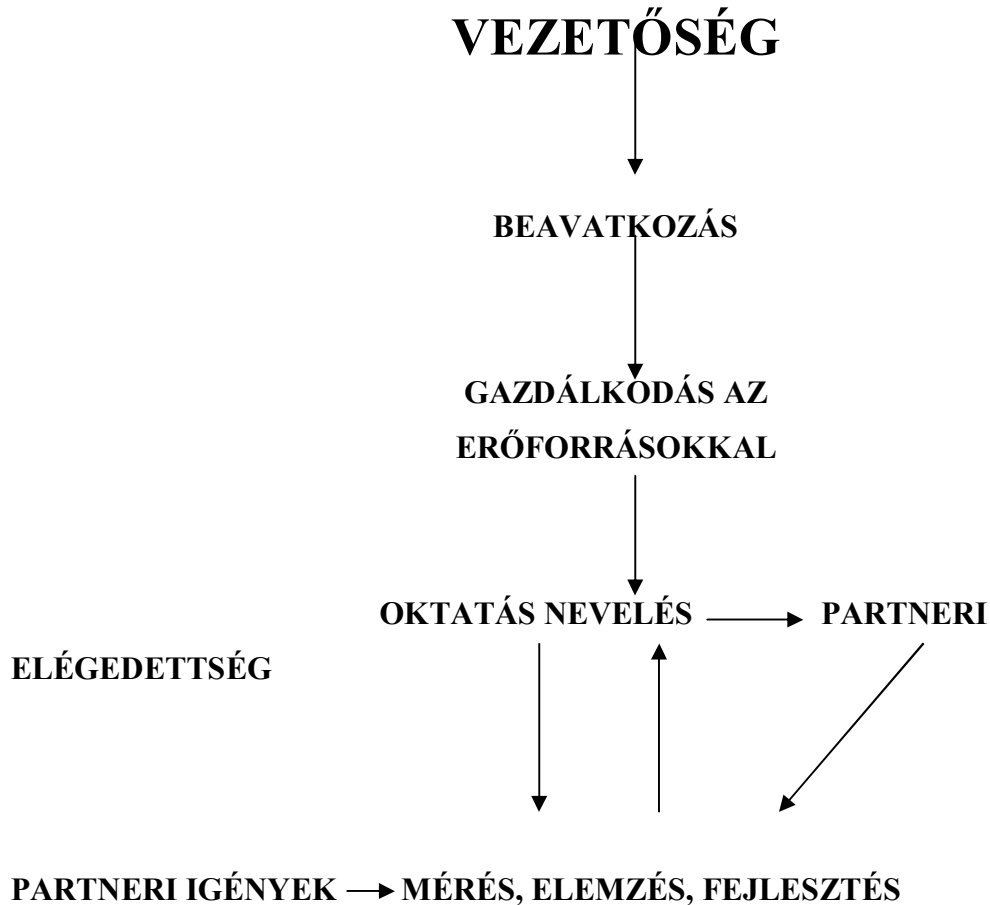 VEZETŐSÉG
BEAVATKOZÁS
GAZDÁLKODÁS AZ
ERŐFORRÁSOKKAL
OKTATÁS NEVELÉS PARTNERI
ELÉGEDETTSÉG
PARTNERI IGÉNYEK MÉRÉS, ELEMZÉS, FEJLESZTÉS